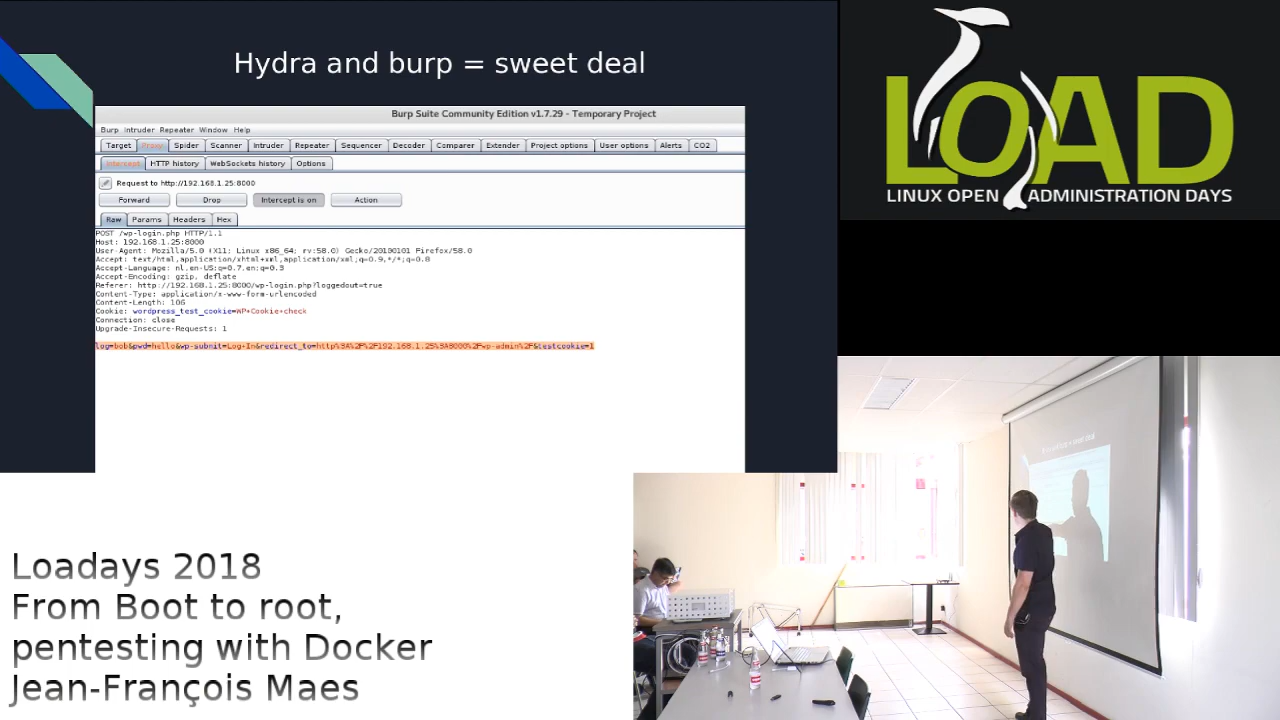 Hydra and burp = sweet deal
Burp Suite Community Edition v1.7.29 - Temporary Project
Burp Intruder Repeater Window Help
Target Proxy Spider Scanner Intruder Repeater Sequencer Decoder Comparer Extender Project options User options Alerts CO2
Intercept HTTP history WebSockets history Options
Request to http://192.168.1.25:8000
Forward Drop Intercept is on Action
Raw Params Headers Hex
POST /wp-login.php HTTP/1.1
Host: 192.168.1.25:8000
User-Agent: Mozilla/5.0 (X11; Linux x86_64; rv:58.0) Gecko/20100101 Firefox/58.0
Accept: text/html,application/xhtml+xml,application/xml;q=0.9,*/*;q=0.8
Accept-Language: nl,en-US;q=0.7,en;q=0.3
Accept-Encoding: gzip, deflate
Referer: http://192.168.1.25:8000/wp-login.php?loggedout=true
Content-Type: application/x-www-form-urlencoded
Content-Length: 106
Cookie: wordpress_test_cookie=WP+Cookie+check
Connection: close
Upgrade-Insecure-Requests: 1
log=bob&pwd=hello&wp-submit=Log+In&redirect_to=http%3A%2F%2F192.168.1.25%3A8000%2Fwp-admin%2F&testcookie=1
LOAD
LINUX OPEN ADMINISTRATION DAYS
Loadays 2018
From Boot to root,
pentesting with Docker
Jean-François Maes